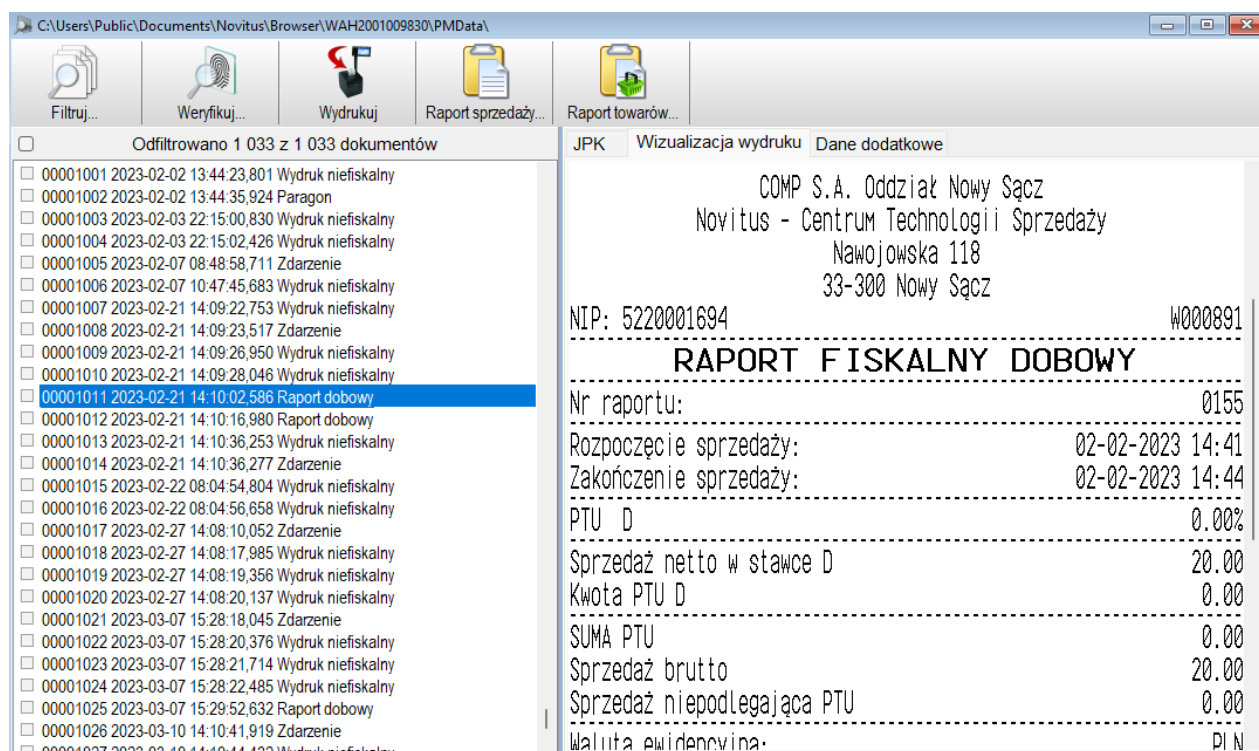 C:\Users\Public\Documents\Novitus\Browser\WAH2001009830\PMData\
Filtruj...
Weryfikuj...
Wydrukuj
Raport sprzedaży...
Raport towarów...
Odfiltrowano 1 033 z 1 033 dokumentów
00001001 2023-02-02 13:44:23,801 Wydruk niefiskalny
00001002 2023-02-02 13:44:35,924 Paragon
00001003 2023-02-03 22:15:00,830 Wydruk niefiskalny
00001004 2023-02-03 22:15:02,426 Wydruk niefiskalny
00001005 2023-02-07 08:48:58,711 Zdarzenie
00001006 2023-02-07 10:47:45,683 Wydruk niefiskalny
00001007 2023-02-21 14:09:22,753 Wydruk niefiskalny
00001008 2023-02-21 14:09:23,517 Zdarzenie
00001009 2023-02-21 14:09:26,950 Wydruk niefiskalny
00001010 2023-02-21 14:09:28,046 Wydruk niefiskalny
00001011 2023-02-21 14:10:02,586 Raport dobowy
00001012 2023-02-21 14:10:16,980 Raport dobowy
00001013 2023-02-21 14:10:36,253 Wydruk niefiskalny
00001014 2023-02-21 14:10:36,277 Zdarzenie
00001015 2023-02-22 08:04:54,804 Wydruk niefiskalny
00001016 2023-02-22 08:04:56,658 Wydruk niefiskalny
00001017 2023-02-27 14:08:10,052 Zdarzenie
00001018 2023-02-27 14:08:17,985 Wydruk niefiskalny
00001019 2023-02-27 14:08:19,356 Wydruk niefiskalny
00001020 2023-02-27 14:08:20,137 Wydruk niefiskalny
00001021 2023-03-07 15:28:18,045 Zdarzenie
00001022 2023-03-07 15:28:20,376 Wydruk niefiskalny
00001023 2023-03-07 15:28:21,714 Wydruk niefiskalny
00001024 2023-03-07 15:28:22,485 Wydruk niefiskalny
00001025 2023-03-07 15:29:52,632 Raport dobowy
00001026 2023-03-10 14:10:41,919 Zdarzenie
JPK Wizualizacja wydruku Dane dodatkowe
COMP S.A. Oddział Nowy Sącz
Novitus - Centrum Technologii Sprzedaży
Nawojowska 118
33-300 Nowy Sącz
NIP: 5220001694 W000891
RAPORT FISKALNY DOBOWY
Nr raportu: 0155
Rozpoczęcie sprzedaży: 02-02-2023 14:41
Zakończenie sprzedaży: 02-02-2023 14:44
PTU D 0.00%
Sprzedaż netto w stawce D 20.00
Kwota PTU D 0.00
SUMA PTU 0.00
Sprzedaż brutto 20.00
Sprzedaż niepodlegająca PTU 0.00
Waluta ewidencyjna: PLN